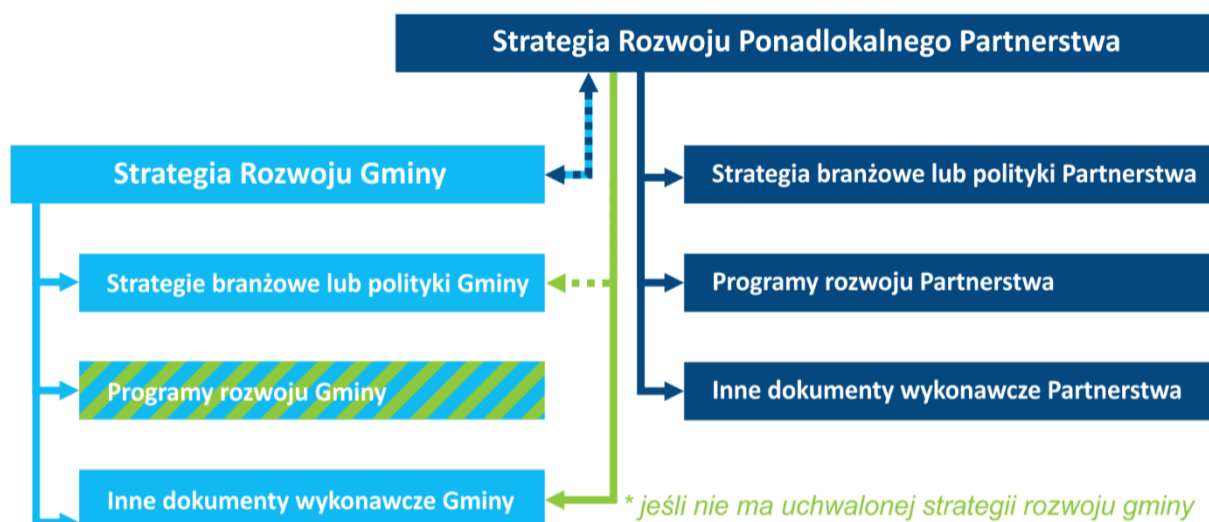 Strategia Rozwoju Ponadlokalnego Partnerstwa
Strategia Rozwoju Gminy
Strategie branżowe lub polityki Gminy
Programy rozwoju Gminy
Inne dokumenty wykonawcze Gminy
Strategia branżowe lub polityki Partnerstwa
Programy rozwoju Partnerstwa
Inne dokumenty wykonawcze Partnerstwa
* jeśli nie ma uchwalonej strategii rozwoju gminy